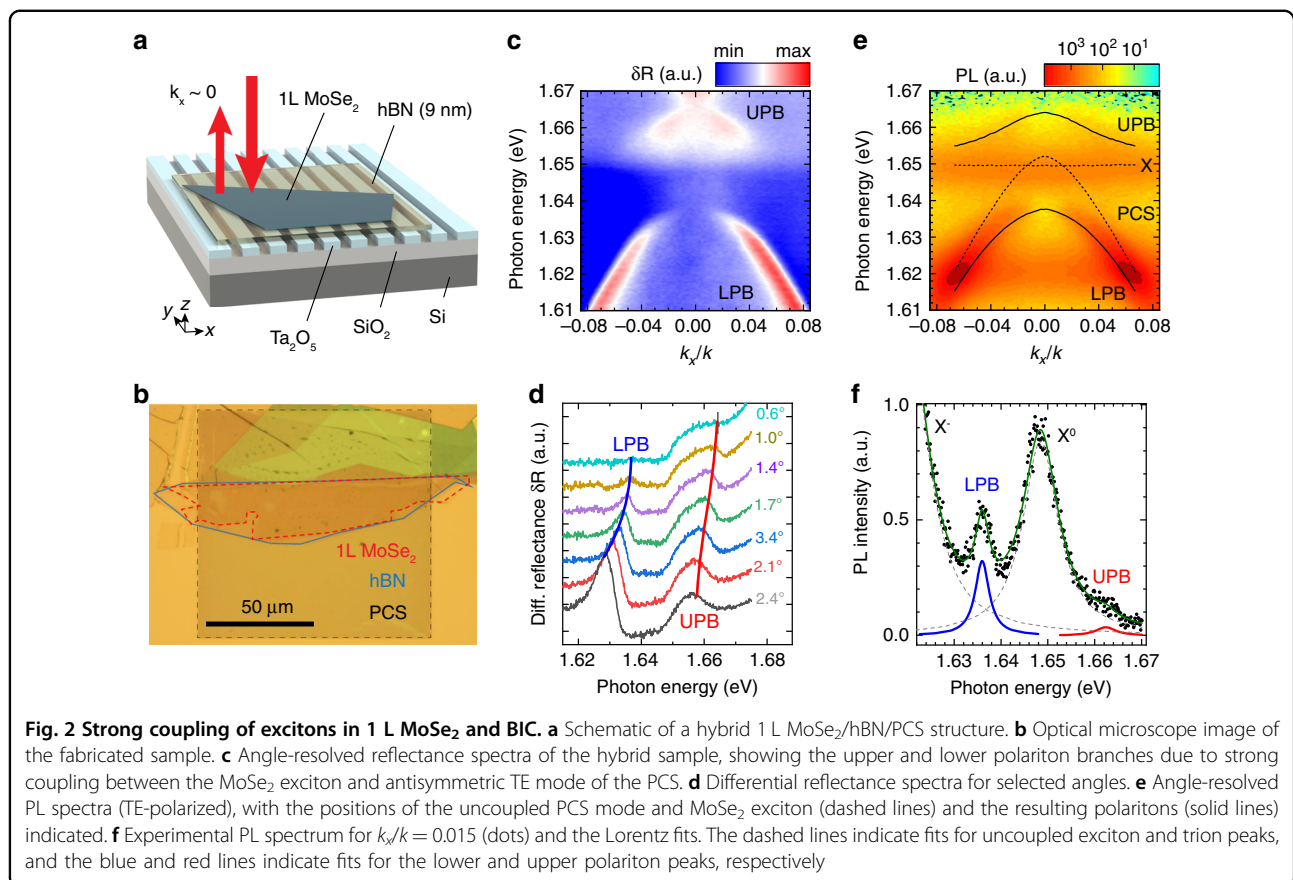 a
k_x ~ 0
1L MoSe₂
hBN (9 nm)
y z x
Ta₂O₅
SiO₂
Si
b
1L MoSe₂
hBN
PCS
50 μm
c
min max
δR (a.u.)
1.67
1.66
1.65
1.64
1.63
1.62
1.61
Photon energy (eV)
UPB
LPB
−0.08 −0.04 0.00 0.04 0.08
k_x/k
d
0.6°
1.0°
1.4°
1.7°
3.4°
2.1°
2.4°
LPB
UPB
Diff. reflectance δR (a.u.)
1.62 1.64 1.66 1.68
Photon energy (eV)
e
10³ 10² 10¹
PL (a.u.)
1.67
1.66
1.65
1.64
1.63
1.62
1.61
Photon energy (eV)
UPB
X
PCS
LPB
−0.08 −0.04 0.00 0.04 0.08
k_x/k
f
1.0
0.5
0.0
PL intensity (a.u.)
X⁻
X⁰
LPB
UPB
1.63 1.64 1.65 1.66 1.67
Photon energy (eV)
Fig. 2 Strong coupling of excitons in 1 L MoSe₂ and BIC. a Schematic of a hybrid 1 L MoSe₂/hBN/PCS structure. b Optical microscope image of
the fabricated sample. c Angle-resolved reflectance spectra of the hybrid sample, showing the upper and lower polariton branches due to strong
coupling between the MoSe₂ exciton and antisymmetric TE mode of the PCS. d Differential reflectance spectra for selected angles. e Angle-resolved
PL spectra (TE-polarized), with the positions of the uncoupled PCS mode and MoSe₂ exciton (dashed lines) and the resulting polaritons (solid lines)
indicated. f Experimental PL spectrum for k_x/k = 0.015 (dots) and the Lorentz fits. The dashed lines indicate fits for uncoupled exciton and trion peaks,
and the blue and red lines indicate fits for the lower and upper polariton peaks, respectively